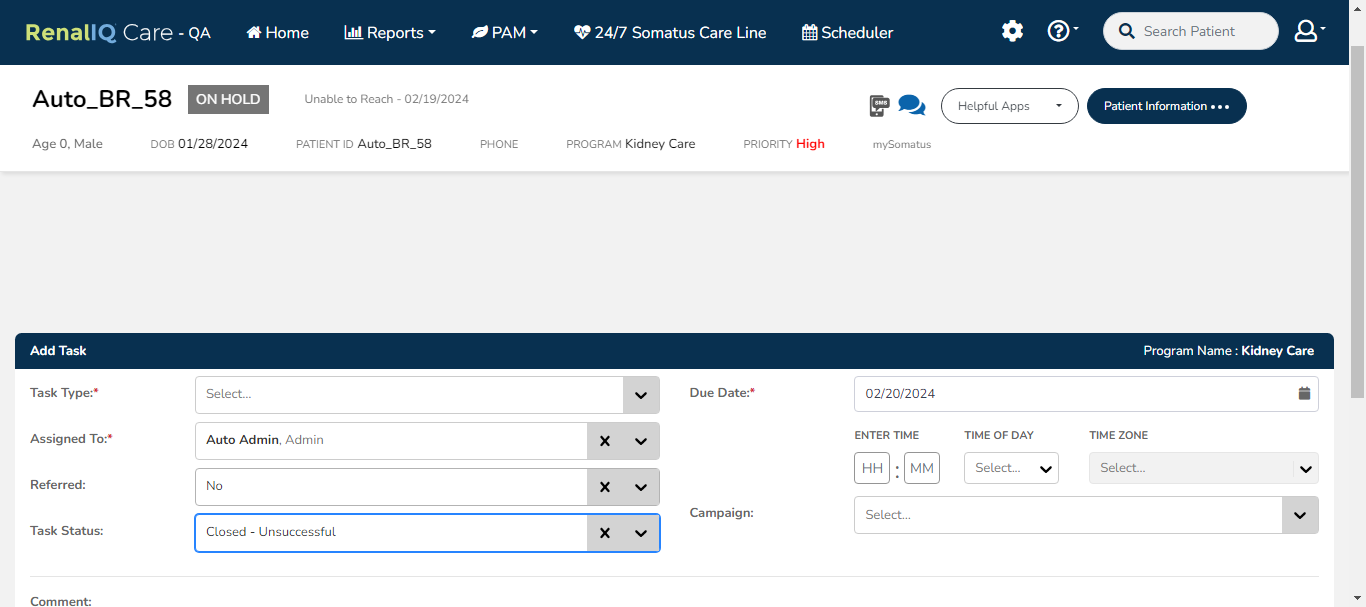 RenalIQ Care - QA Home Reports PAM 24/7 Somatus Care Line Scheduler Search Patient
Auto_BR_58 ON HOLD Unable to Reach - 02/19/2024 SMS Helpful Apps Patient Information
Age 0, Male DOB 01/28/2024 PATIENT ID Auto_BR_58 PHONE PROGRAM Kidney Care PRIORITY High mySomatus
Add Task Program Name : Kidney Care
Task Type:* Select... Due Date:* 02/20/2024
Assigned To:* Auto Admin, Admin ENTER TIME TIME OF DAY TIME ZONE
HH : MM Select... Select...
Referred: No
Campaign: Select...
Task Status: Closed - Unsuccessful
Comment: